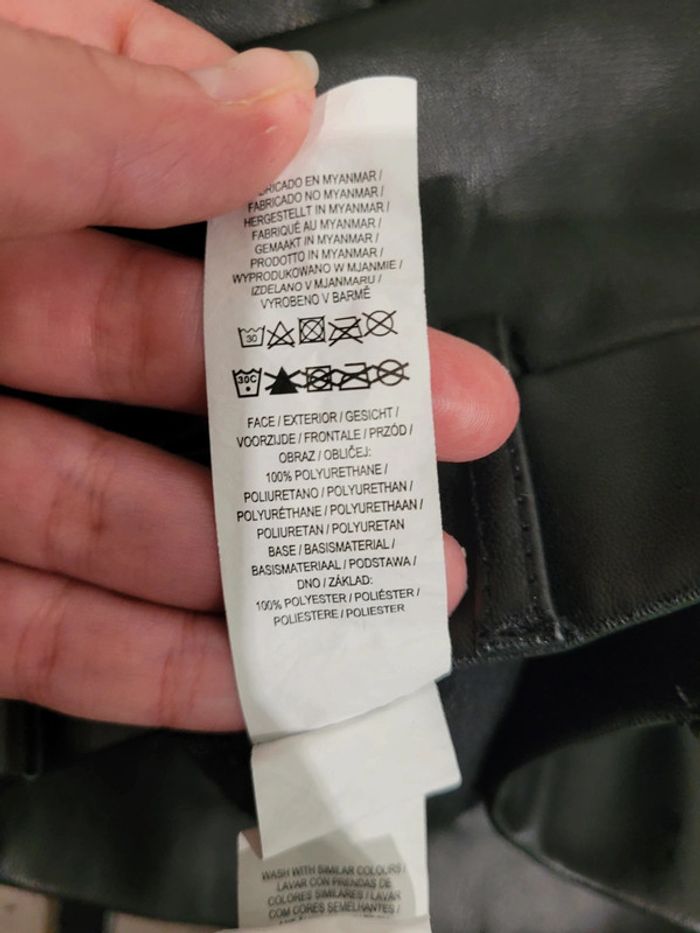 EN MYANMAR /
FABRICADO NO MYANMAR /
HERGESTELLT IN MYANMAR /
FABRIQUÉ AU MYANMAR /
GEMAAKT IN MYANMAR /
PRODOTTO IN MYANMAR /
WYPRODUKOWANO W MJANMIE /
IZDELANO V MJANMARU /
VYROBENO V BARMĚ
30
30C
FACE / EXTERIOR / GESICHT /
VOORZIJDE / FRONTALE / PRZÓD /
OBRAZ / OBLIČEJ:
100% POLYURETHANE /
POLIURETANO / POLYURETHAN /
POLYURÉTHANE / POLYURETHAAN /
POLIURETAN / POLYURETAN
BASE / BASISMATERIAL /
BASISMATERIAAL / PODSTAWA /
DNO / ZÁKLAD:
100% POLYESTER / POLIÉSTER /
POLIESTERE / POLIESTER
WASH WITH SIMILAR COLOURS /
LAVAR CON PRENDAS DE
COLORES SIMILARES / LAVAR
COM CORES SEMELHANTES /